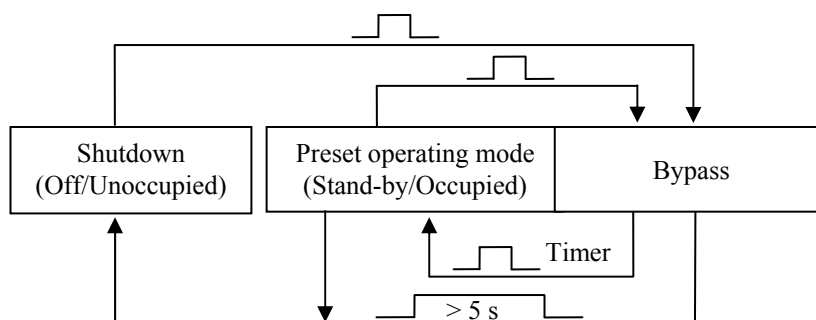 Shutdown
(Off/Unoccupied)
Preset operating mode
(Stand-by/Occupied)
Bypass
Timer
> 5 s